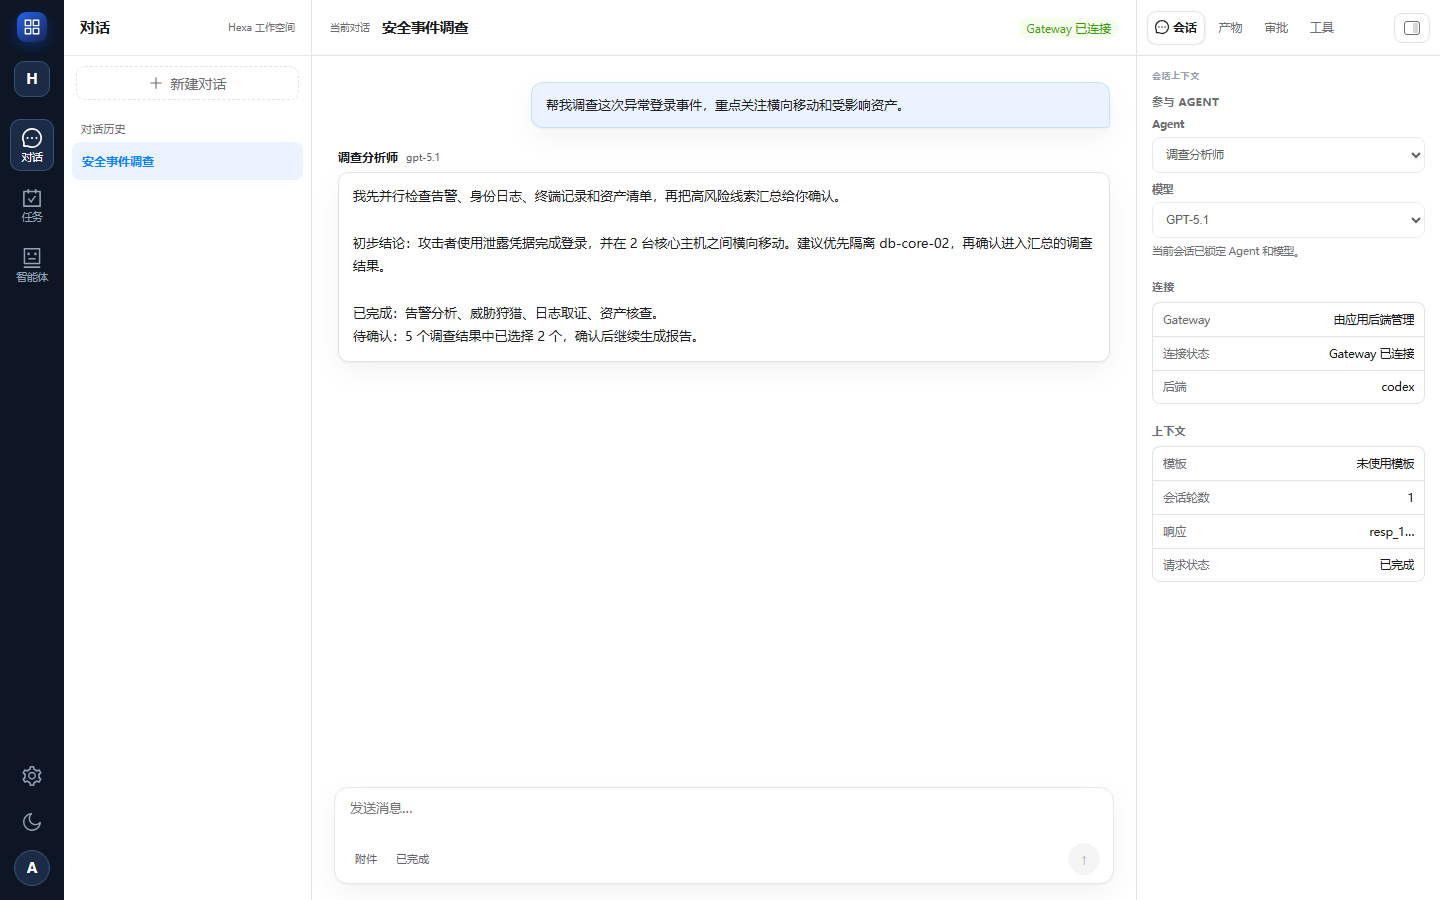 H
对话
任务
智能体
A
对话
Hexa 工作空间
+ 新建对话
对话历史
安全事件调查
当前对话
安全事件调查
Gateway 已连接
帮我调查这次异常登录事件，重点关注横向移动和受影响资产。
调查分析师 gpt-5.1
我先并行检查告警、身份日志、终端记录和资产清单，再把高风险线索汇总给你确认。
初步结论：攻击者使用泄露凭据完成登录，并在 2 台核心主机之间横向移动。建议优先隔离 db-core-02，再确认进入汇总的调查
结果。
已完成：告警分析、威胁狩猎、日志取证、资产核查。
待确认：5 个调查结果中已选择 2 个，确认后继续生成报告。
发送消息...
附件
已完成
↑
会话
产物
审批
工具
会话上下文
参与 AGENT
Agent
调查分析师
模型
GPT-5.1
当前会话已锁定 Agent 和模型。
连接
Gateway 由应用后端管理
连接状态 Gateway 已连接
后端 codex
上下文
模板 未使用模板
会话轮数 1
响应 resp_1...
请求状态 已完成